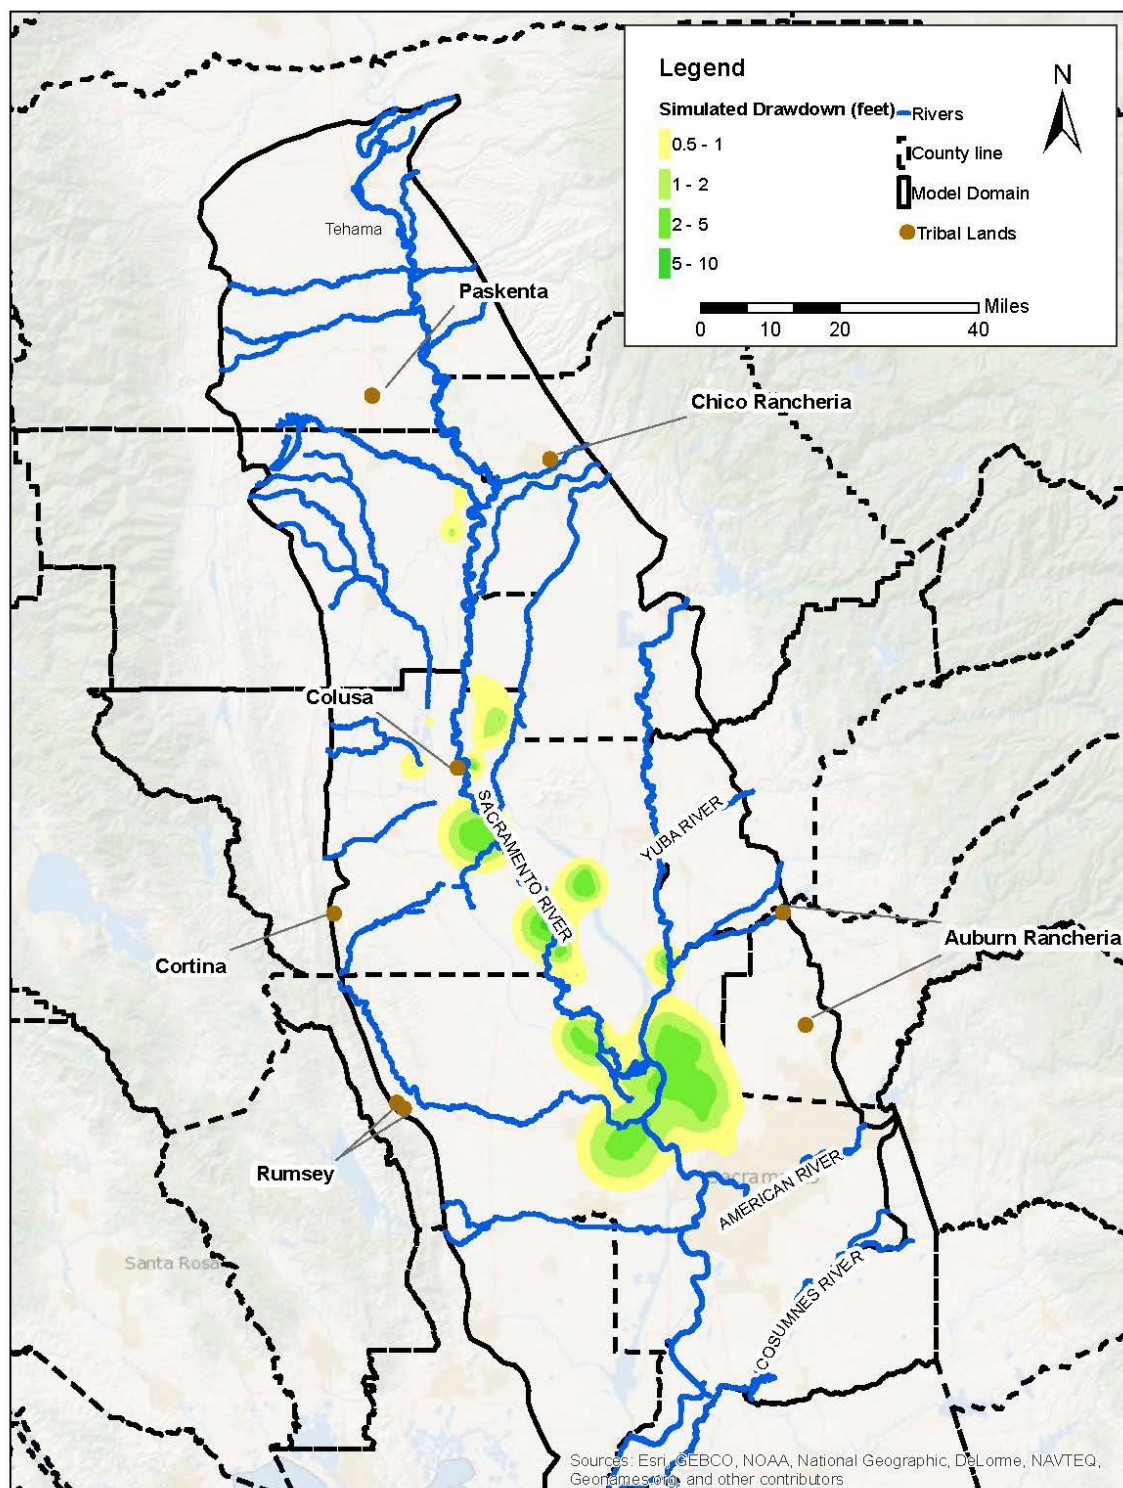 Legend
N
Simulated Drawdown (feet)
0.5 - 1
1 - 2
2 - 5
5 - 10
Rivers
County line
Model Domain
Tribal Lands
Miles
0 10 20 40
Tehama
Paskenta
Chico Rancheria
Colusa
SACRAMENTO RIVER
YUBA RIVER
Cortina
Auburn Rancheria
Rumsey
Sacramento
AMERICAN RIVER
Santa Rosa
COSUMNES RIVER
Sources: Esri, GEBCO, NOAA, National Geographic, DeLorme, NAVTEQ,
Geonames.org, and other contributors